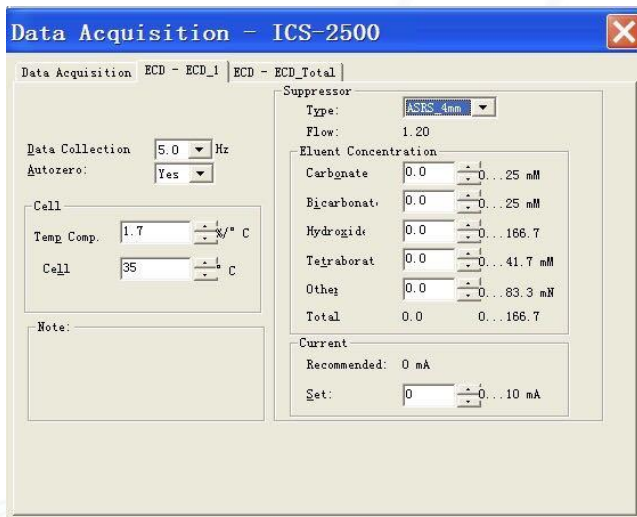 Data Acquisition - ICS-2500
Data Acquisition
ECD - ECD_1
ECD - ECD_Total
Data Collection 5.0 Hz
Autozero: Yes
Cell
Temp Comp. 1.7 %/° C
Cell 35 ° C
Note:
Suppressor
Type: ASRS_4mm
Flow: 1.20
Eluent Concentration
Carbonate 0.0 0...25 mM
Bicarbonat 0.0 0...25 mM
Hydroxide 0.0 0...166.7
Tetraborat 0.0 0...41.7 mM
Other 0.0 0...83.3 mN
Total 0.0 0...166.7
Current
Recommended: 0 mA
Set: 0 0...10 mA